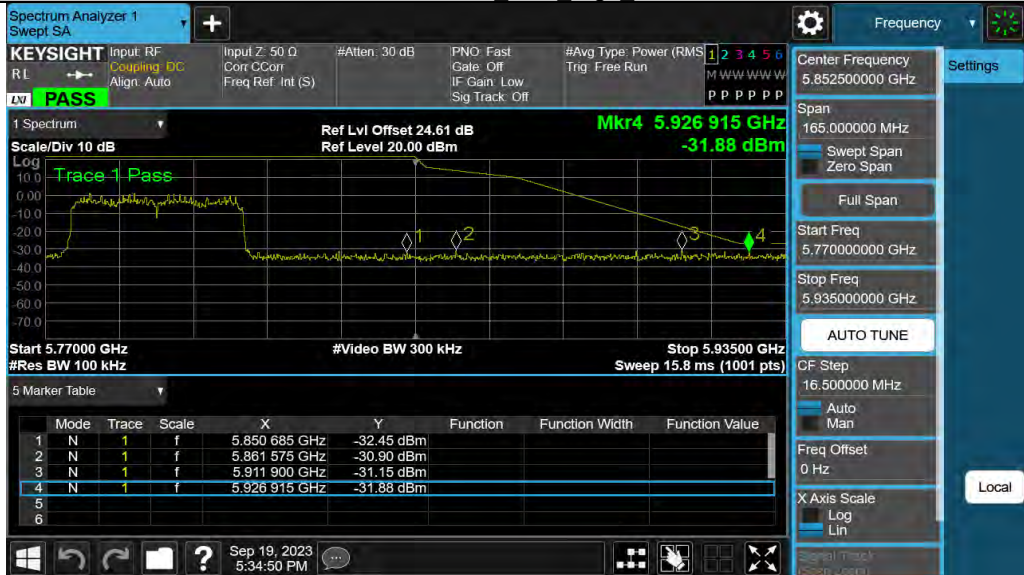 Spectrum Analyzer 1
Swept SA
+
Frequency
KEYSIGHT
RL
LXI PASS
Input: RF
Coupling: DC
Align: Auto
Input Z: 50 Ω
Corr CCorr
Freq Ref: Int (S)
#Atten: 30 dB
PNO: Fast
Gate: Off
IF Gain: Low
Sig Track: Off
#Avg Type: Power (RMS
Trig: Free Run
1 2 3 4 5 6
M W W W W W
P P P P P P
1 Spectrum
Scale/Div 10 dB
Ref Lvl Offset 24.61 dB
Ref Level 20.00 dBm
Mkr4 5.926 915 GHz
-31.88 dBm
Log
Trace 1 Pass
10.0
0.00
-10.0
-20.0
-30.0
-40.0
-50.0
-60.0
-70.0
1
2
3
4
Start 5.77000 GHz
#Res BW 100 kHz
#Video BW 300 kHz
Stop 5.93500 GHz
Sweep 15.8 ms (1001 pts)
5 Marker Table
Mode Trace Scale X Y Function Function Width Function Value
1 N 1 f 5.850 685 GHz -32.45 dBm
2 N 1 f 5.861 575 GHz -30.90 dBm
3 N 1 f 5.911 900 GHz -31.15 dBm
4 N 1 f 5.926 915 GHz -31.88 dBm
5
6
?
Sep 19, 2023
5:34:50 PM
Center Frequency
5.852500000 GHz
Span
165.000000 MHz
Swept Span
Zero Span
Full Span
Start Freq
5.770000000 GHz
Stop Freq
5.935000000 GHz
AUTO TUNE
CF Step
16.500000 MHz
Auto
Man
Freq Offset
0 Hz
X Axis Scale
Log
Lin
Signal Track
(Span Zoom)
Settings
Local